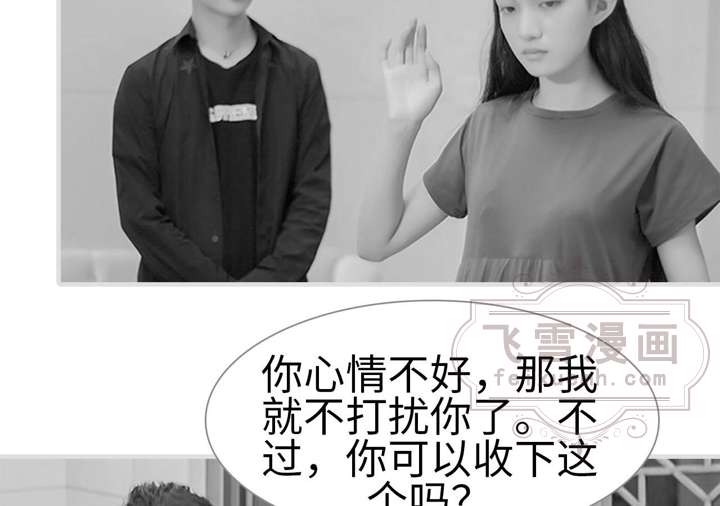 飞雪漫画
你心情不好，那我
就不打扰你了。不
过，你可以收下这
个吗？